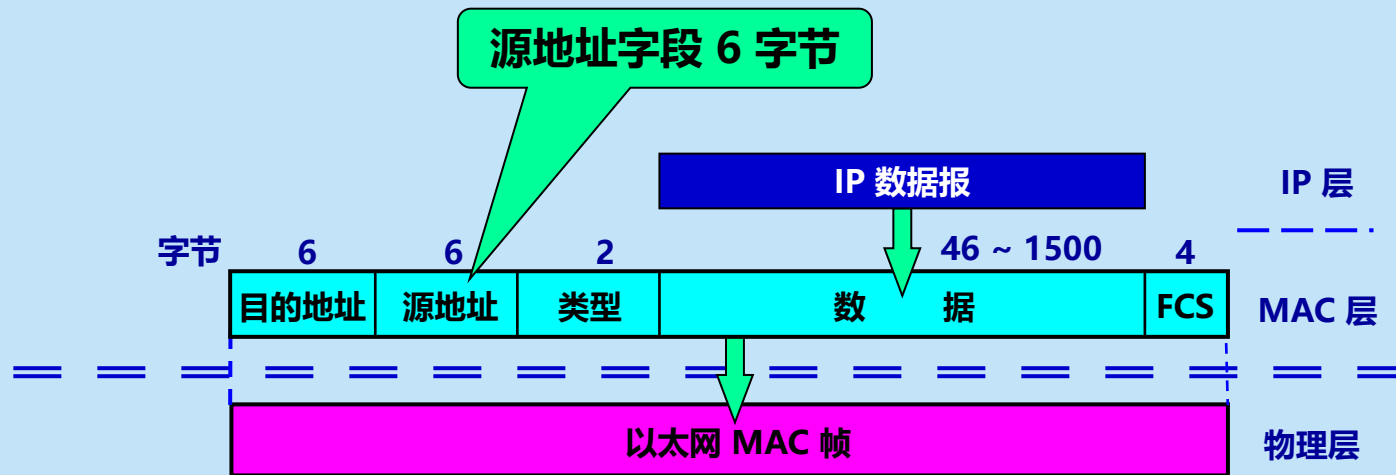 源地址字段 6 字节
IP 数据报
IP 层
字节 6 6 2 46 ~ 1500 4
目的地址 源地址 类型 数 据 FCS
MAC 层
以太网 MAC 帧
物理层